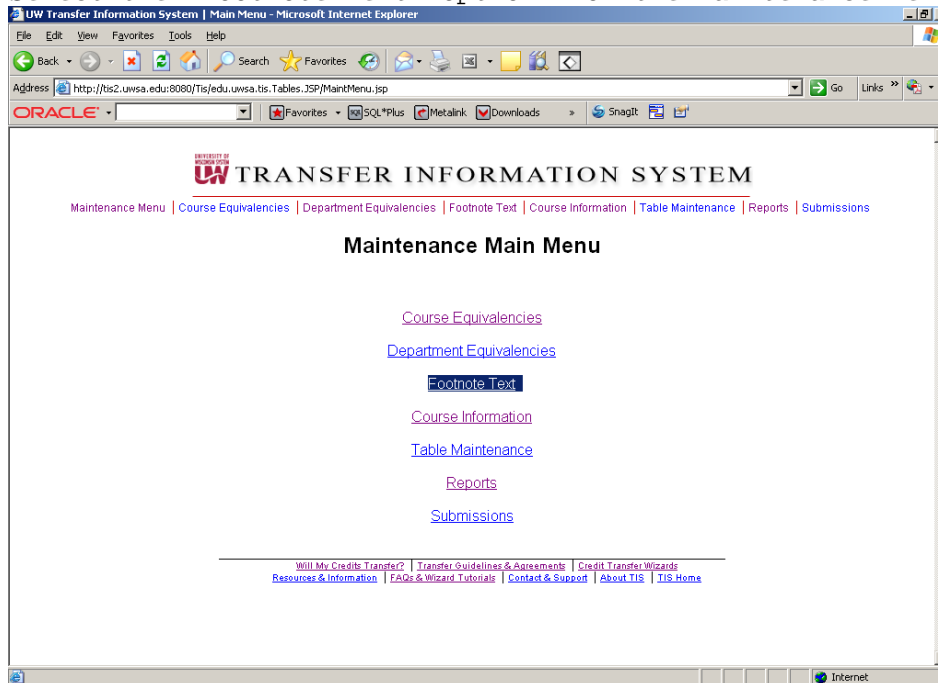 UW Transfer Information System | Main Menu - Microsoft Internet Explorer
File Edit View Favorites Tools Help
Back Search Favorites
Address http://tis2.uwsa.edu:8080/Tis/edu.uwsa.tis.Tables.JSP/MaintMenu.jsp Go Links »
ORACLE Favorites SQL*Plus Metalink Downloads » SnagIt
UNIVERSITY OF WISCONSIN SYSTEM
UW TRANSFER INFORMATION SYSTEM
Maintenance Menu | Course Equivalencies | Department Equivalencies | Footnote Text | Course Information | Table Maintenance | Reports | Submissions
Maintenance Main Menu
Course Equivalencies
Department Equivalencies
Footnote Text
Course Information
Table Maintenance
Reports
Submissions
Will My Credits Transfer? | Transfer Guidelines & Agreements | Credit Transfer Wizards
Resources & Information | FAQs & Wizard Tutorials | Contact & Support | About TIS | TIS Home
Internet